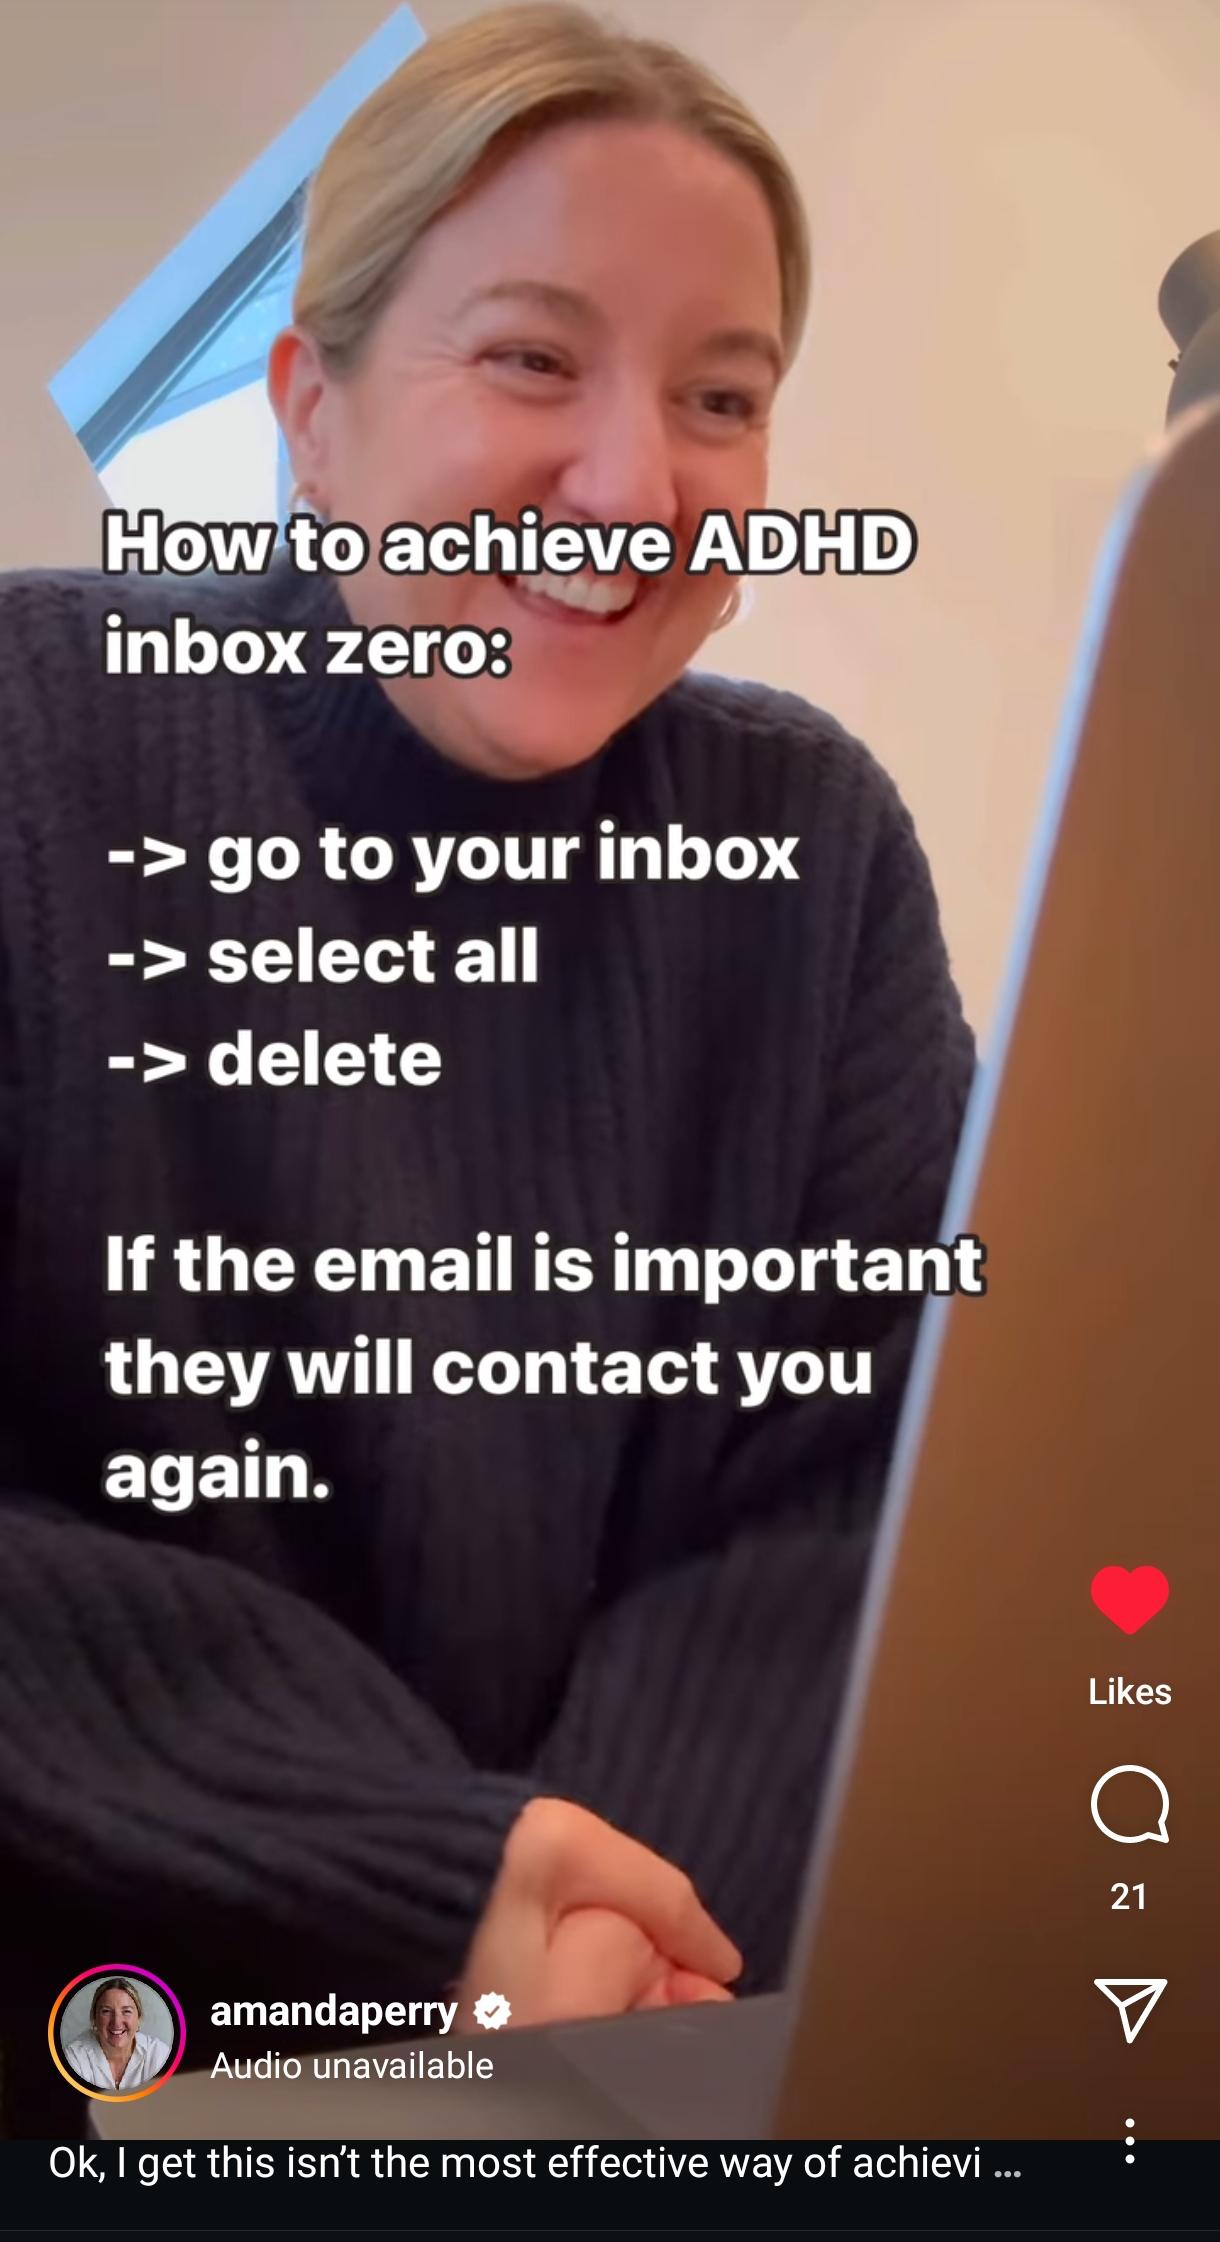 How to achieve ADHD
inbox zero:
-> go to your inbox
-> select all
-> delete
If the email is important
they will contact you
again.
Likes
21
amandaperry
Audio unavailable
Ok, I get this isn’t the most effective way of achievi ...